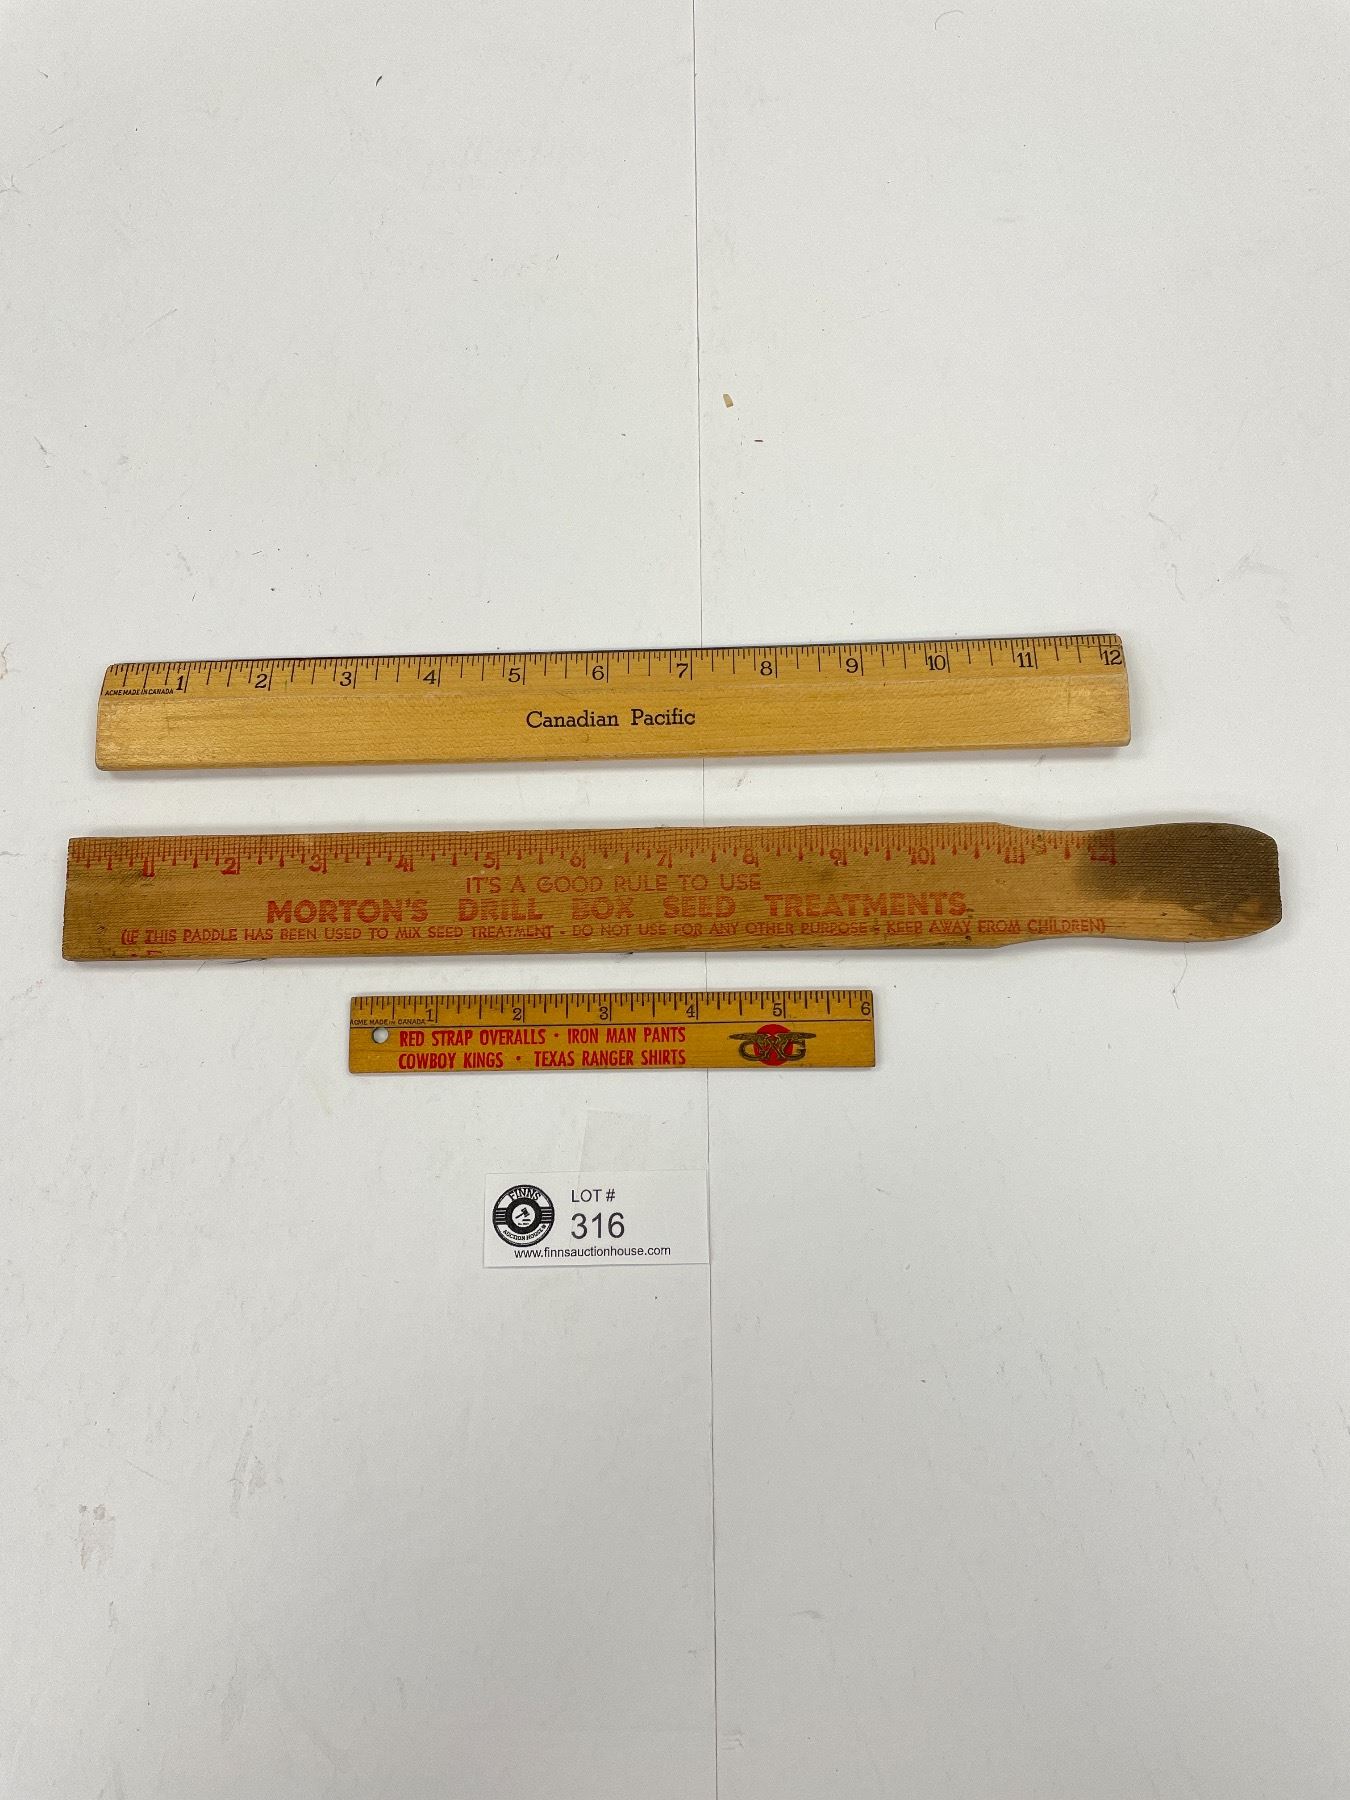 1 2 3 4 5 6 7 8 9 10 11 12
ACME MADE IN CANADA
Canadian Pacific
1 2 3 4 5 6 7 8 9 10 11 12
IT'S A GOOD RULE TO USE
MORTON'S DRILL BOX SEED TREATMENTS
(IF THIS PADDLE HAS BEEN USED TO MIX SEED TREATMENT - DO NOT USE FOR ANY OTHER PURPOSE - KEEP AWAY FROM CHILDREN)
1 2 3 4 5 6
ACME MADE IN CANADA
RED STRAP OVERALLS • IRON MAN PANTS
COWBOY KINGS • TEXAS RANGER SHIRTS
GWG
FINNS
AUCTION HOUSE
LOT #
316
www.finnsauctionhouse.com